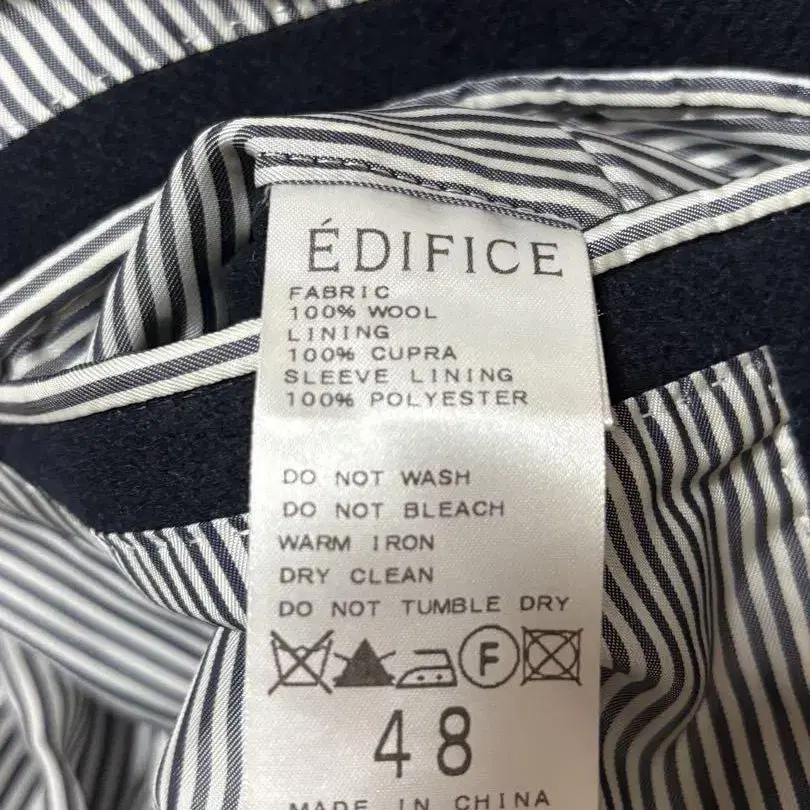 ÉDIFICE
FABRIC
100% WOOL
LINING
100% CUPRA
SLEEVE LINING
100% POLYESTER
DO NOT WASH
DO NOT BLEACH
WARM IRON
DRY CLEAN
DO NOT TUMBLE DRY
F
48
MADE IN CHINA